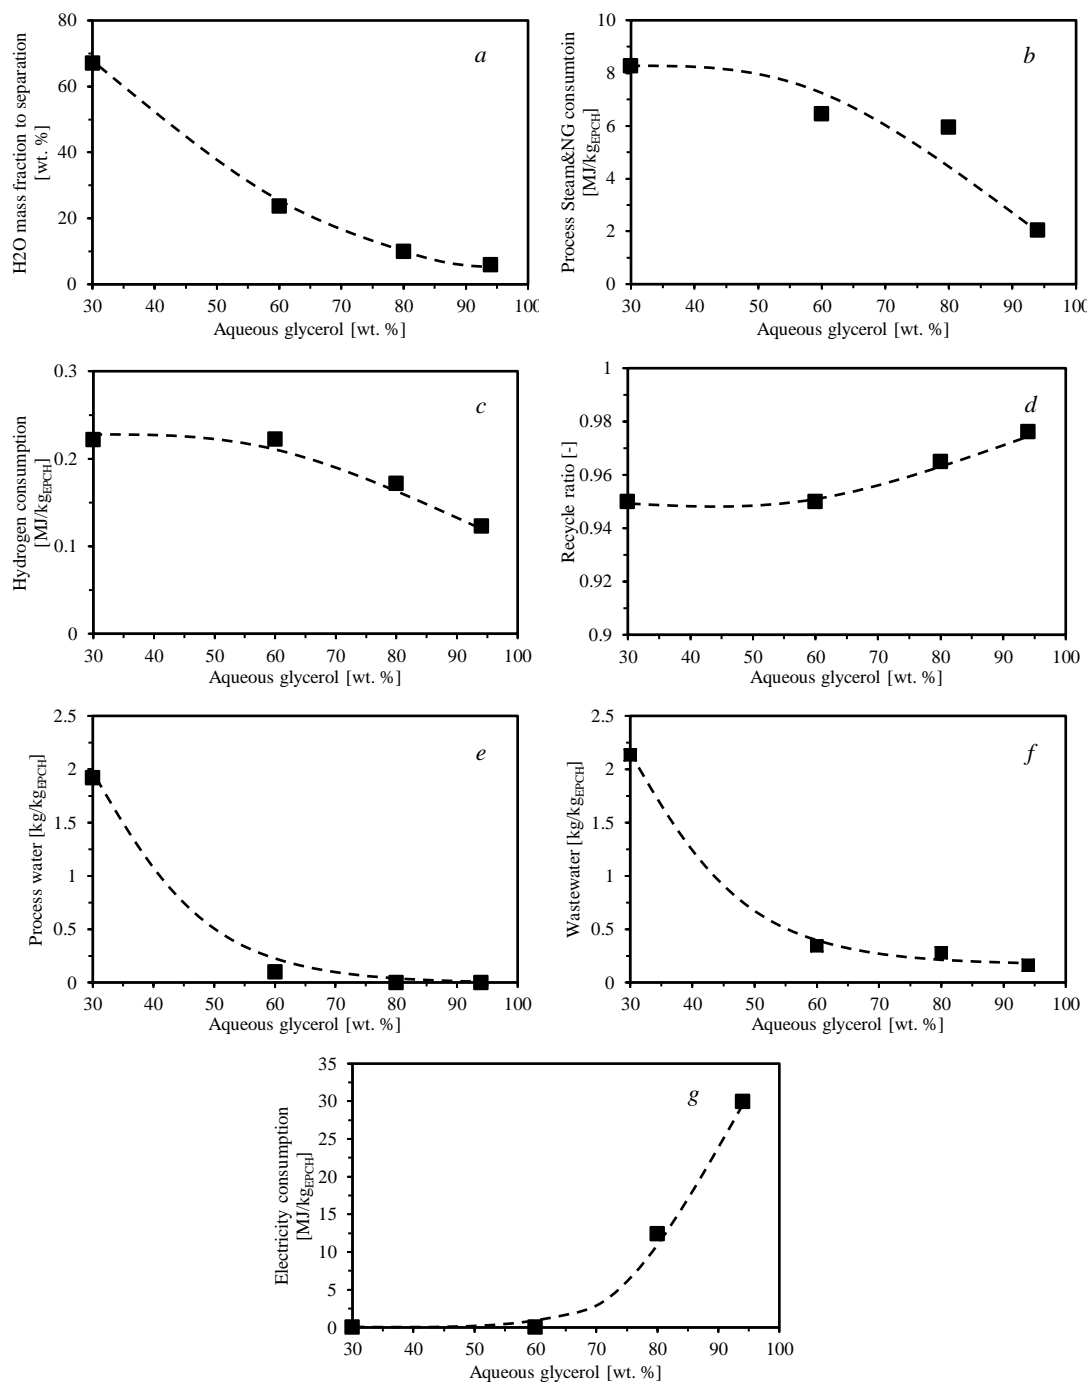 H2O mass fraction to separation
[wt. %]
80
60
40
20
0
a
30 40 50 60 70 80 90 100
Aqueous glycerol [wt. %]
Process Steam&NG consumtoin
[MJ/kgEPCH]
10
8
6
4
2
0
b
30 40 50 60 70 80 90 100
Aqueous glycerol [wt. %]
Hydrogen consumption
[MJ/kgEPCH]
0.3
0.2
0.1
0
c
30 40 50 60 70 80 90 100
Aqueous glycerol [wt. %]
Recycle ratio [-]
1
0.98
0.96
0.94
0.92
0.9
d
30 40 50 60 70 80 90 100
Aqueous glycerol [wt. %]
Process water [kg/kgEPCH]
2.5
2
1.5
1
0.5
0
e
30 40 50 60 70 80 90 100
Aqueous glycerol [wt. %]
Wastewater [kg/kgEPCH]
2.5
2
1.5
1
0.5
0
f
30 40 50 60 70 80 90 100
Aqueous glycerol [wt. %]
Electricity consumption
[MJ/kgEPCH]
35
30
25
20
15
10
5
0
g
30 40 50 60 70 80 90 100
Aqueous glycerol [wt. %]